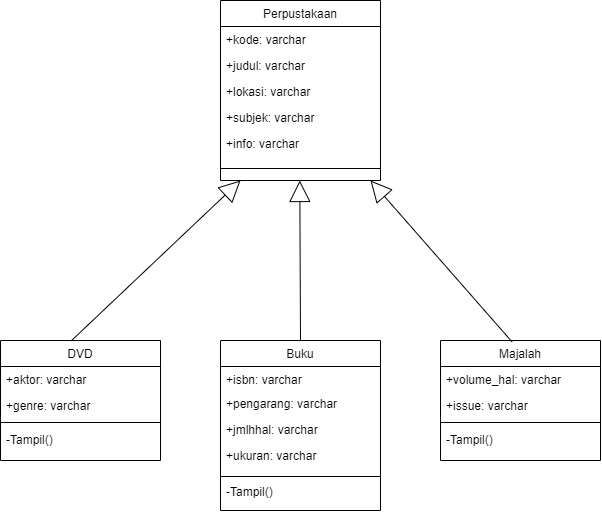 Perpustakaan
+kode: varchar
+judul: varchar
+lokasi: varchar
+subjek: varchar
+info: varchar
DVD
+aktor: varchar
+genre: varchar
-Tampil()
Buku
+isbn: varchar
+pengarang: varchar
+jmlhhal: varchar
+ukuran: varchar
-Tampil()
Majalah
+volume_hal: varchar
+issue: varchar
-Tampil()